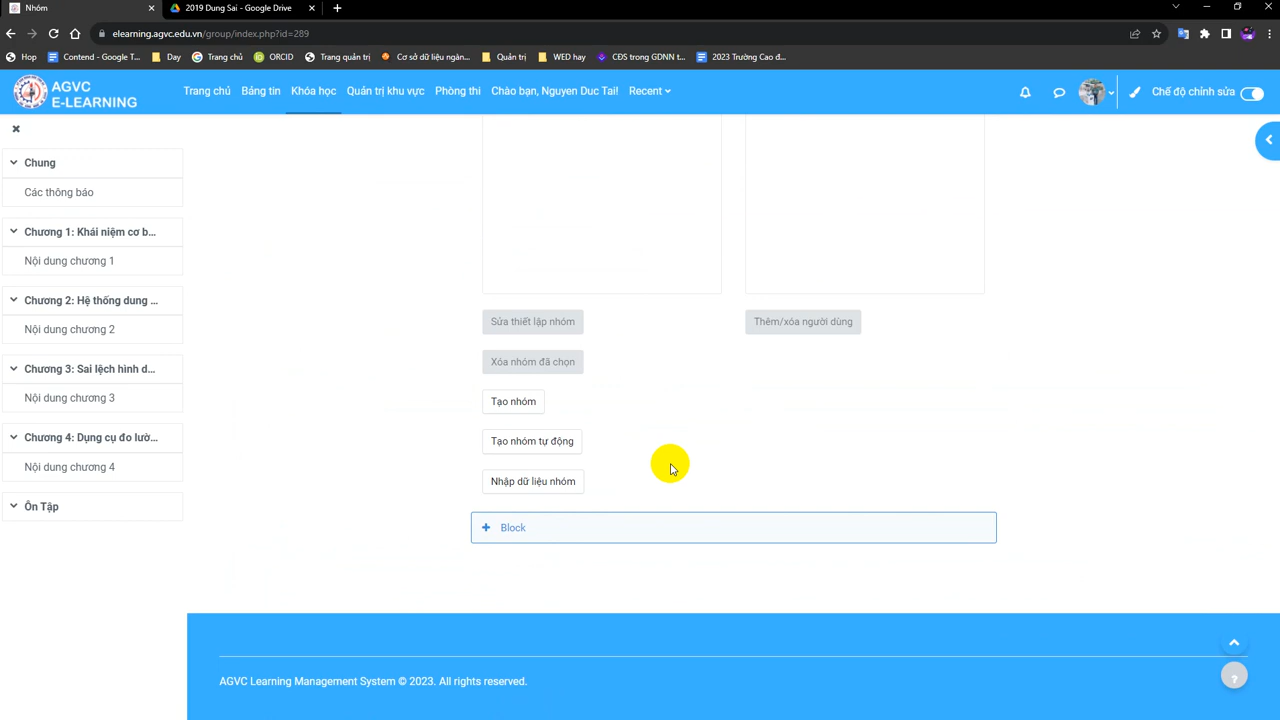 Nhóm
2019 Dung Sai - Google Drive
elearning.agvc.edu.vn/group/index.php?id=289
Hop
Contend - Google T...
Day
Trang chủ
ORCID
Trang quản trị
Cơ sở dữ liệu ngàn...
Quản trị
WED hay
CĐS trong GDNN t...
2023 Trường Cao đ...
AGVC
E-LEARNING
Trang chủ
Bảng tin
Khóa học
Quản trị khu vực
Phòng thi
Chào bạn, Nguyen Duc Tai!
Recent
Chế độ chỉnh sửa
Chung
Các thông báo
Chương 1: Khái niệm cơ b...
Nội dung chương 1
Chương 2: Hệ thống dung ...
Nội dung chương 2
Chương 3: Sai lệch hình d...
Nội dung chương 3
Chương 4: Dụng cụ đo lườ...
Nội dung chương 4
Ôn Tập
Sửa thiết lập nhóm
Thêm/xóa người dùng
Xóa nhóm đã chọn
Tạo nhóm
Tạo nhóm tự động
Nhập dữ liệu nhóm
Block
AGVC Learning Management System © 2023. All rights reserved.
?